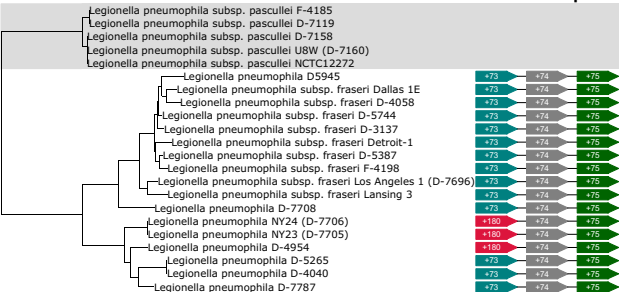 Legionella pneumophila subsp. pascullei F-4185
Legionella pneumophila subsp. pascullei D-7119
Legionella pneumophila subsp. pascullei D-7158
Legionella pneumophila subsp. pascullei U8W (D-7160)
Legionella pneumophila subsp. pascullei NCTC12272
Legionella pneumophila D5945 +73 +74 +75
Legionella pneumophila subsp. fraseri Dallas 1E +73 +74 +75
Legionella pneumophila subsp. fraseri D-4058 +73 +74 +75
Legionella pneumophila subsp. fraseri D-5744 +73 +74 +75
Legionella pneumophila subsp. fraseri D-3137 +73 +74 +75
Legionella pneumophila subsp. fraseri Detroit-1 +73 +74 +75
Legionella pneumophila subsp. fraseri D-5387 +73 +74 +75
Legionella pneumophila subsp. fraseri F-4198 +73 +74 +75
Legionella pneumophila subsp. fraseri Los Angeles 1 (D-7696) +73 +74 +75
Legionella pneumophila subsp. fraseri Lansing 3 +73 +74 +75
Legionella pneumophila D-7708 +73 +74 +75
Legionella pneumophila NY24 (D-7706) +180 +74 +75
Legionella pneumophila NY23 (D-7705) +180 +74 +75
Legionella pneumophila D-4954 +180 +74 +75
Legionella pneumophila D-5265 +73 +74 +75
Legionella pneumophila D-4040 +73 +74 +75
Legionella pneumophila D-7787 +73 +74 +75